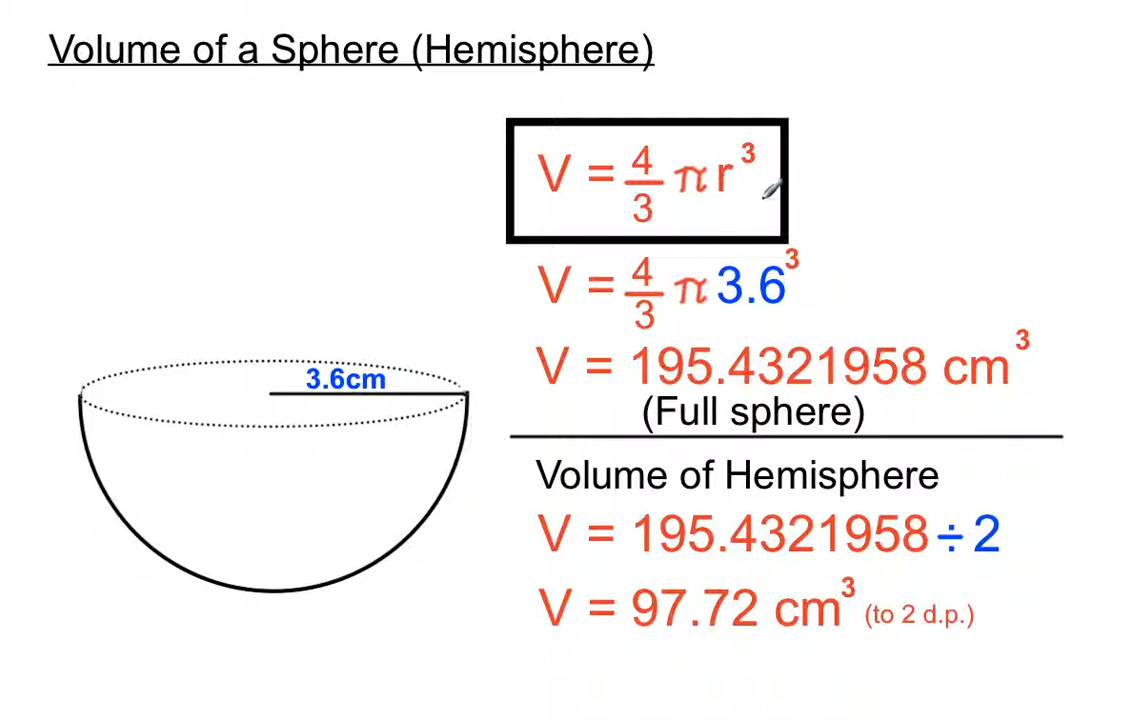 Volume of a Sphere (Hemisphere)
V = 4/3 π r³
V = 4/3 π 3.6³
3.6cm
V = 195.4321958 cm³
(Full sphere)
Volume of Hemisphere
V = 195.4321958 ÷ 2
V = 97.72 cm³ (to 2 d.p.)